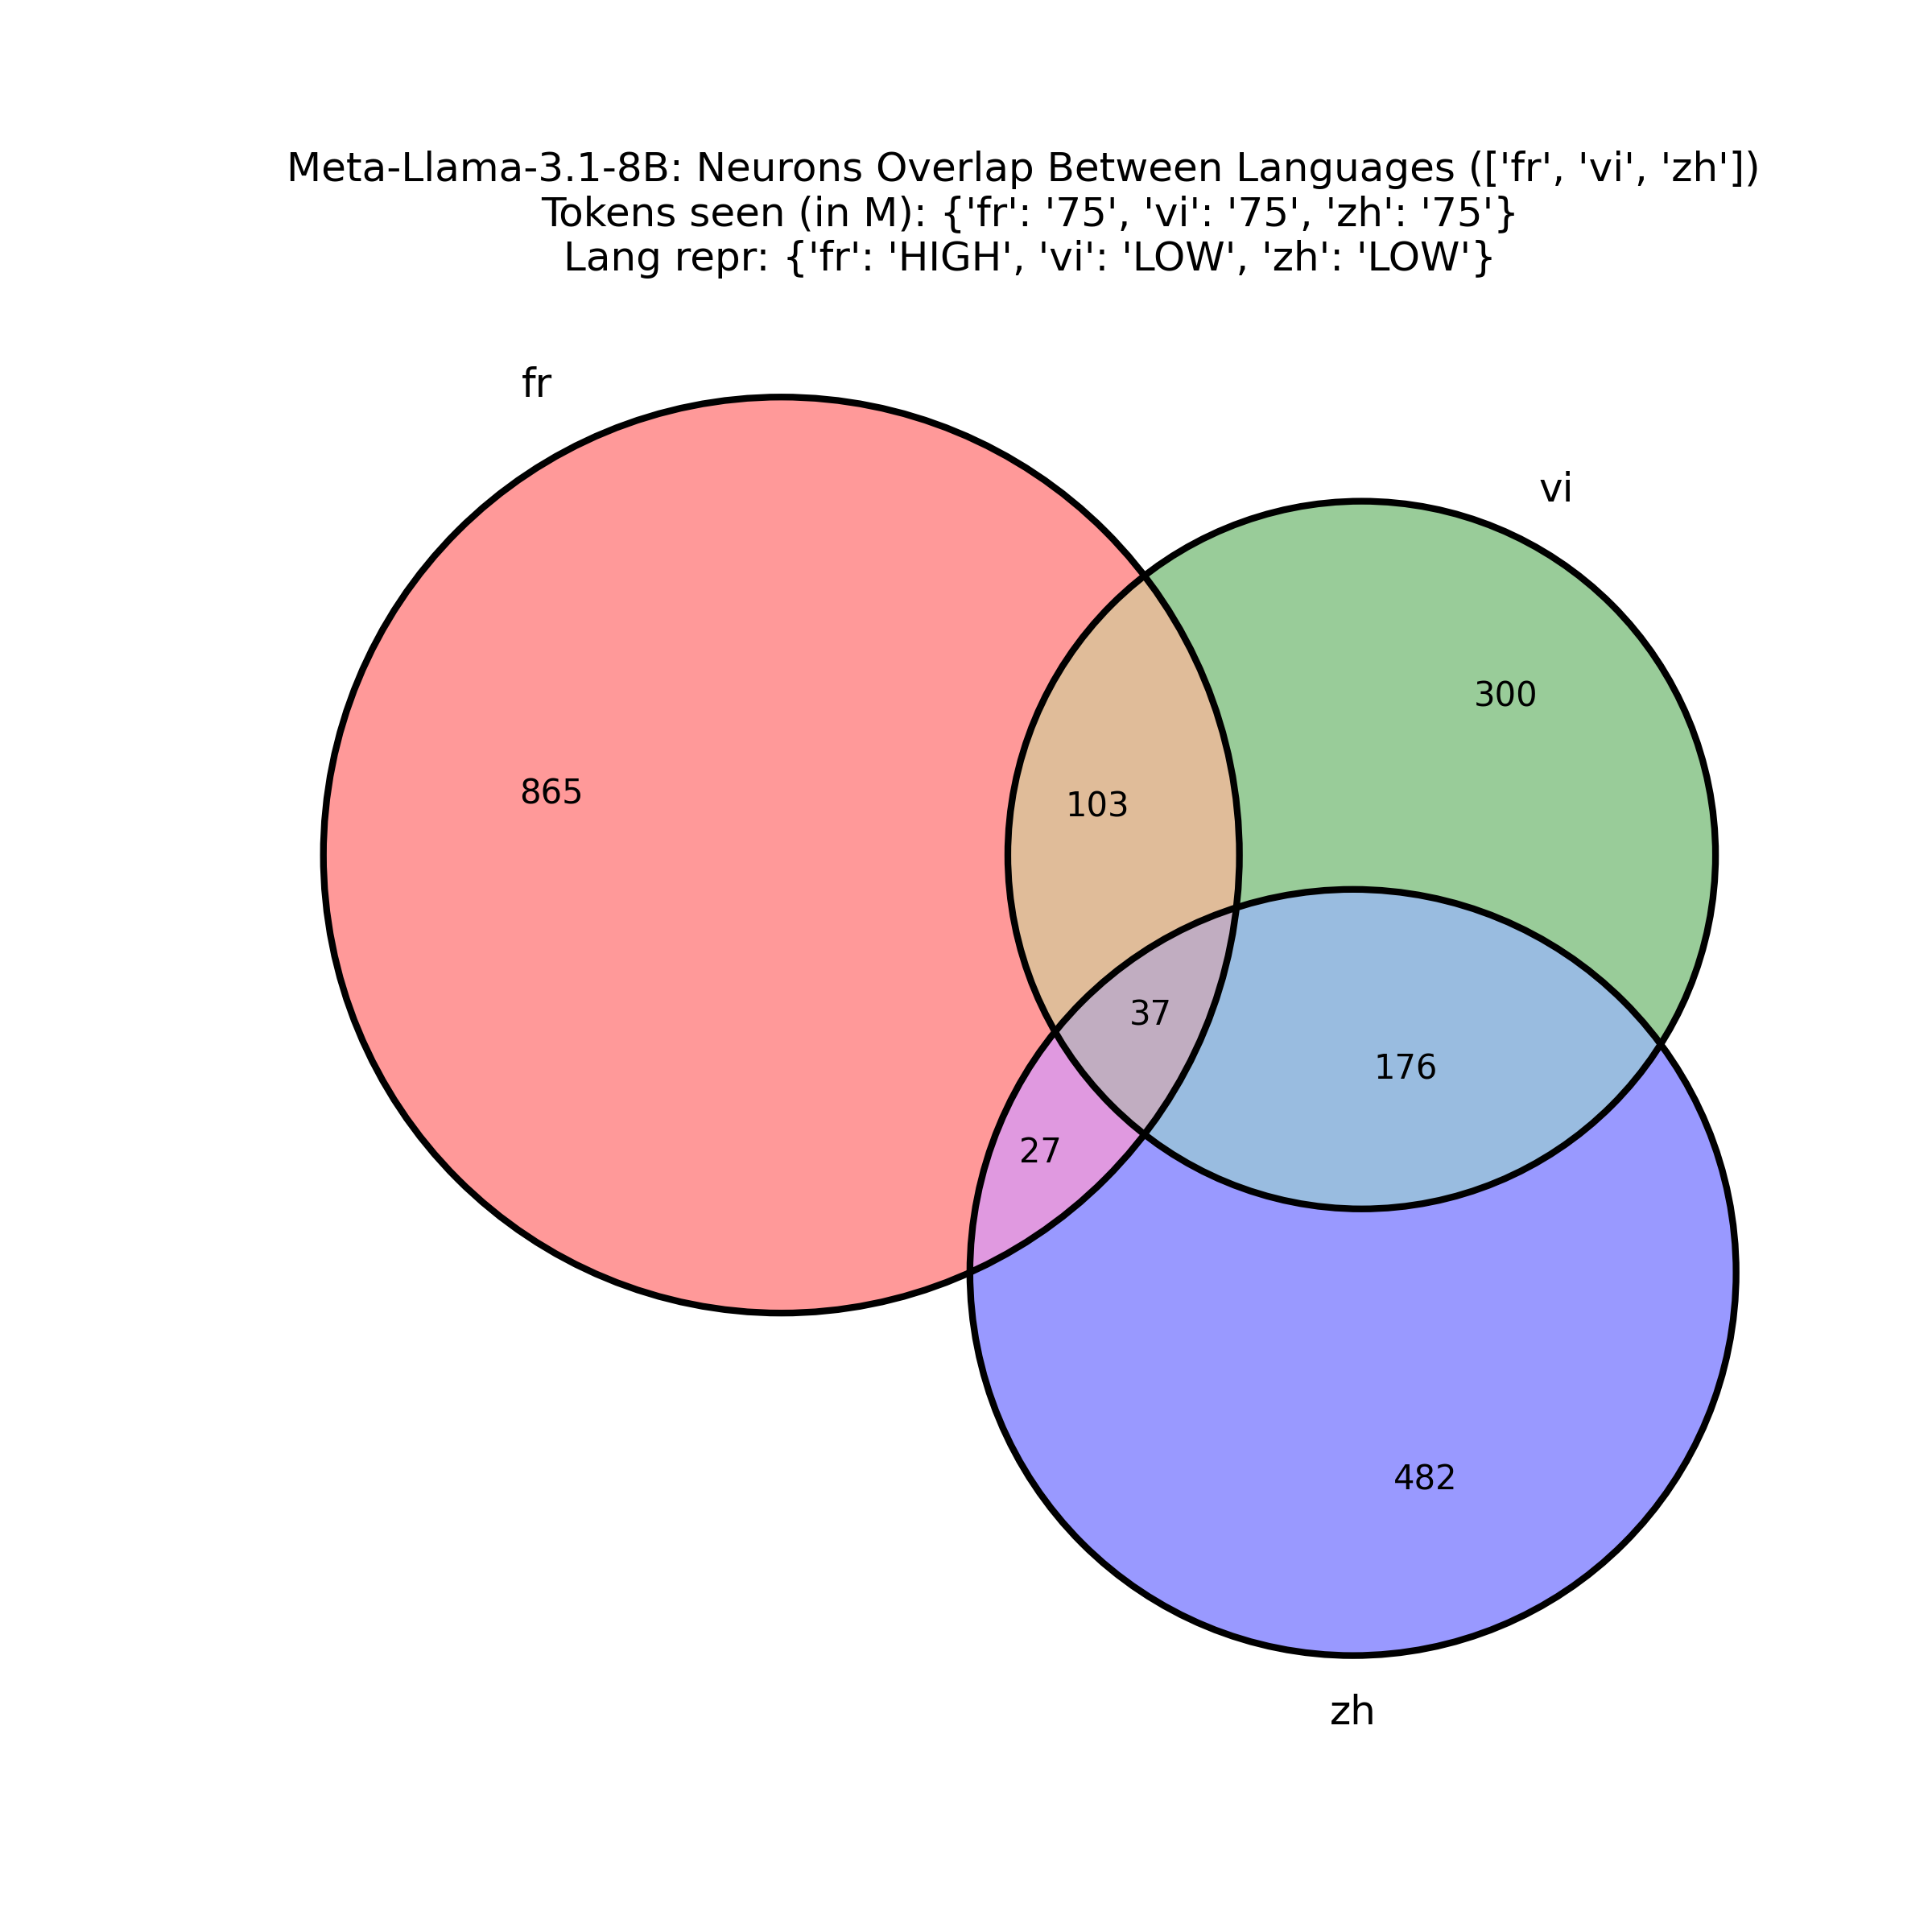 Meta-Llama-3.1-8B: Neurons Overlap Between Languages (['fr', 'vi', 'zh'])
Tokens seen (in M): {'fr': '75', 'vi': '75', 'zh': '75'}
Lang repr: {'fr': 'HIGH', 'vi': 'LOW', 'zh': 'LOW'}
fr
vi
300
865
103
37
176
27
482
zh